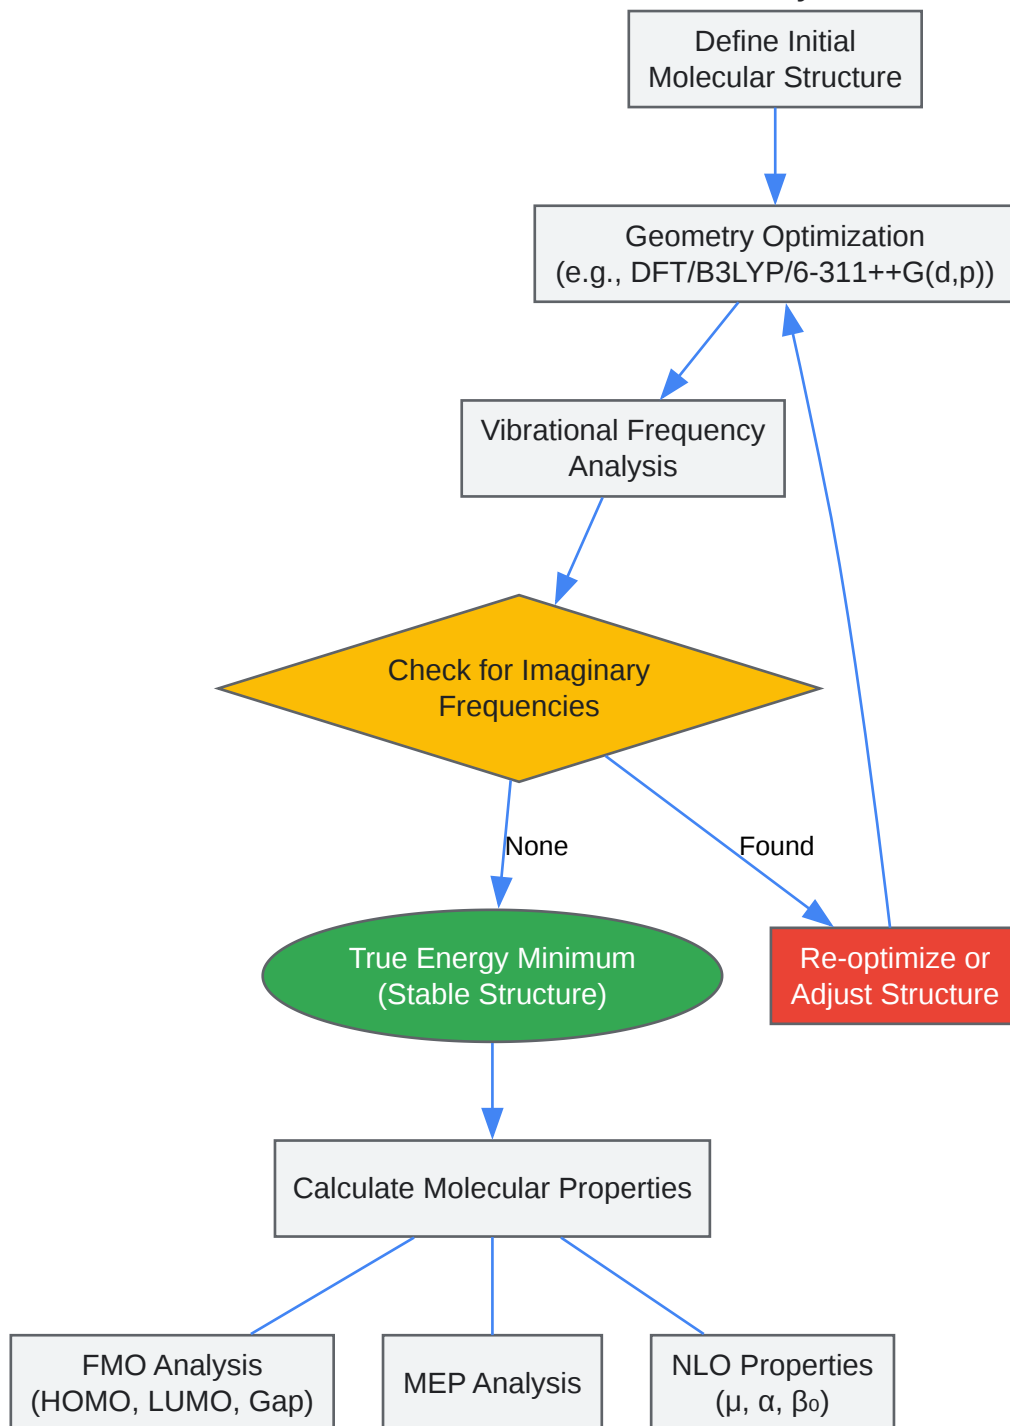 Define Initial
Molecular Structure
Geometry Optimization
(e.g., DFT/B3LYP/6-311++G(d,p))
Vibrational Frequency
Analysis
Check for Imaginary
Frequencies
None
Found
True Energy Minimum
(Stable Structure)
Re-optimize or
Adjust Structure
Calculate Molecular Properties
FMO Analysis
(HOMO, LUMO, Gap)
MEP Analysis
NLO Properties
(μ, α, β₀)